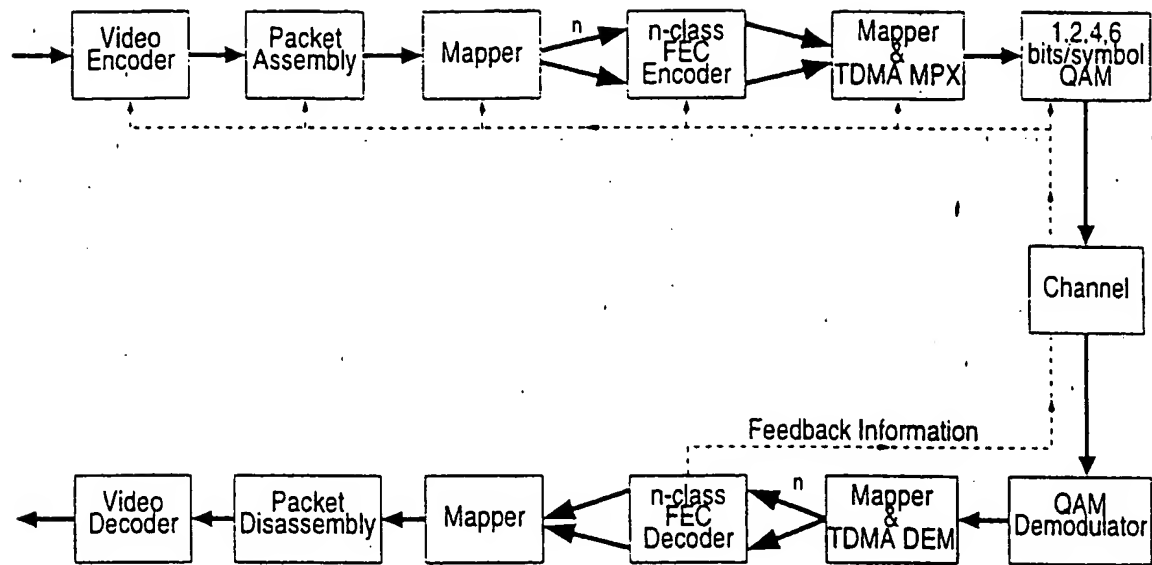 Video
Encoder
Packet
Assembly
Mapper
n
n-class
FEC
Encoder
Mapper
&
TDMA MPX
1.2.4,6
bits/symbol
QAM
Channel
Feedback Information
Video
Decoder
Packet
Disassembly
Mapper
n-class
FEC
Decoder
n
Mapper
&
TDMA DEM
QAM
Demodulator